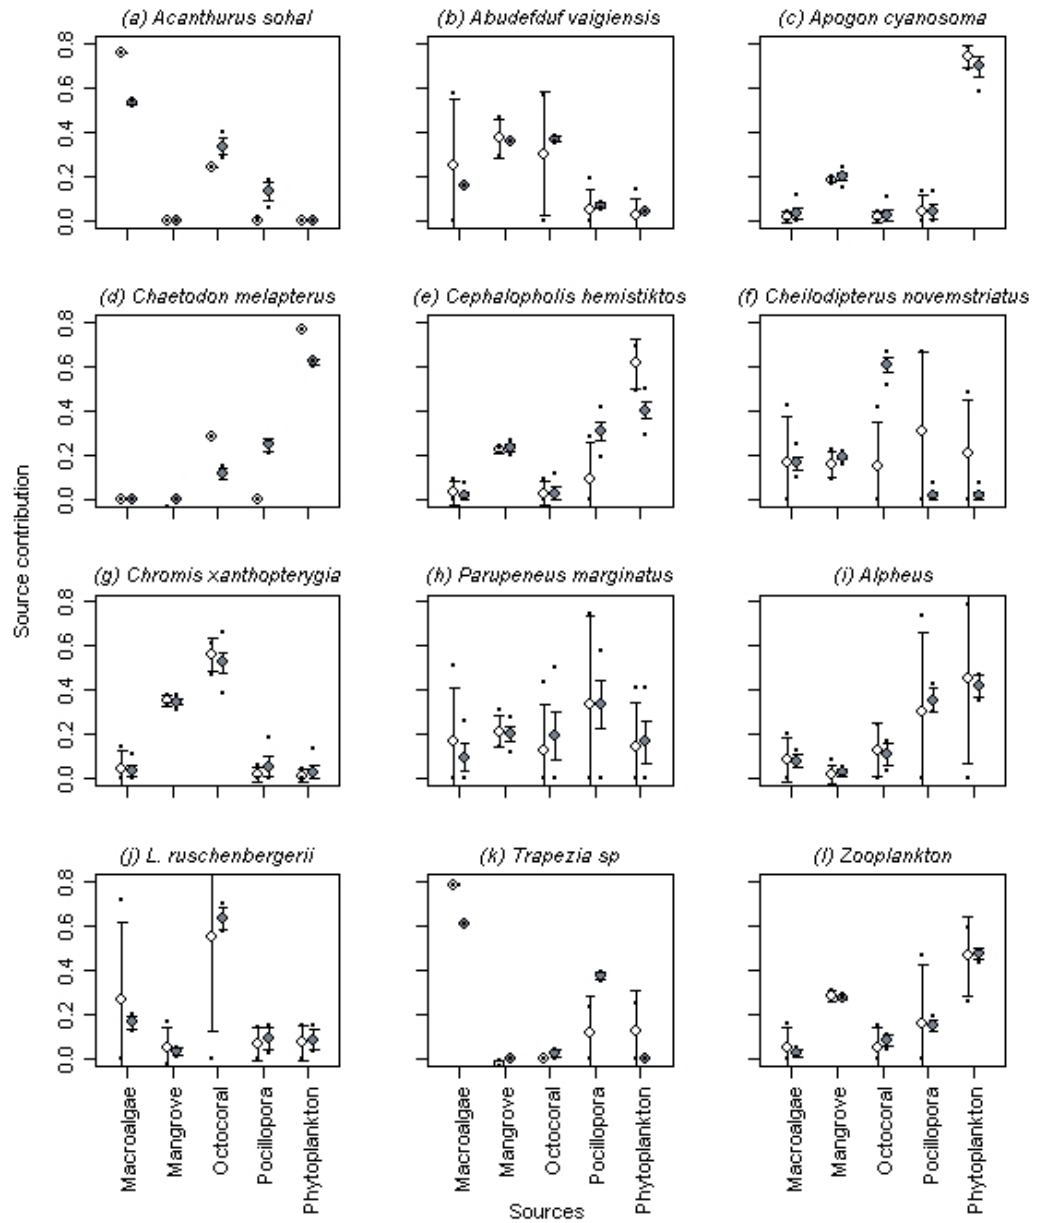 (a) Acanthurus sohal
(b) Abudefduf vaigiensis
(c) Apogon cyanosoma
0.8
0.6
0.4
0.2
0.0
(d) Chaetodon melapterus
(e) Cephalopholis hemistiktos
(f) Cheilodipterus novemstriatus
0.8
0.6
0.4
0.2
0.0
Source contribution
(g) Chromis xanthopterygia
(h) Parupeneus marginatus
(i) Alpheus
0.8
0.6
0.4
0.2
0.0
(j) L. ruschenbergerii
(k) Trapezia sp
(l) Zooplankton
0.8
0.6
0.4
0.2
0.0
Macroalgae
Mangrove
Octocoral
Pocillopora
Phytoplankton
Macroalgae
Mangrove
Octocoral
Pocillopora
Phytoplankton
Macroalgae
Mangrove
Octocoral
Pocillopora
Phytoplankton
Sources